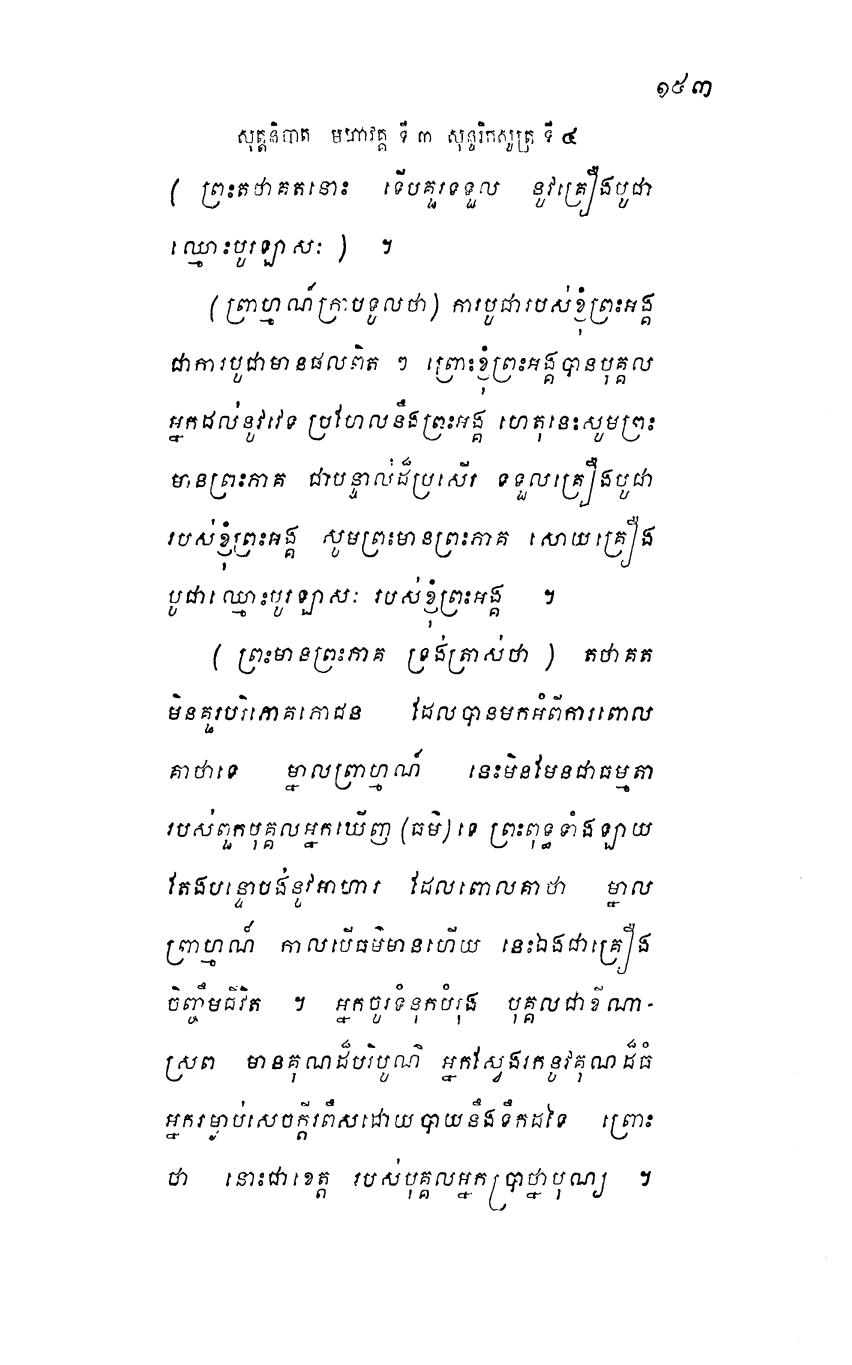 ១៥៣
សុត្តនិបាត មហាវគ្គ ទី ៣ សុន្ទរិកសូត្រ ទី ៤
( ព្រះតថាគតនោះ ទើបគួរទទួល នូវគ្រឿងបូជា
ឈ្មោះបូរឡាសៈ ) ។
(ព្រាហ្មណ៍ក្រាបទូលថា) ការបូជារបស់ខ្ញុំព្រះអង្គ
ជាការបូជាមានផលពិត ៗ ព្រោះខ្ញុំព្រះអង្គបានបុគ្គល
អ្នកដល់នូវវេទ ប្រហែលនឹងព្រះអង្គ ហេតុនេះសូមព្រះ
មានព្រះភាគ ជាបន្ទាល់ដ៏ប្រសើរ ទទួលគ្រឿងបូជា
របស់ខ្ញុំព្រះអង្គ សូមព្រះមានព្រះភាគ សោយគ្រឿង
បូជាឈ្មោះបូរឡាសៈ របស់ខ្ញុំព្រះអង្គ ។
( ព្រះមានព្រះភាគ ទ្រង់ត្រាស់ថា ) តថាគត
មិនគួរបរិភោគភោជន ដែលបានមកអំពីការពោល
គាថាទេ ម្នាលព្រាហ្មណ៍ នេះមិនមែនជាធម្មតា
របស់ពួកបុគ្គលអ្នកឃើញ (ធម៌) ទេ ព្រះពុទ្ធទាំងឡាយ
តែងបន្ទោបង់នូវអាហារ ដែលពោលគាថា ម្នាល
ព្រាហ្មណ៍ កាលបើធម៌មានហើយ នេះឯងជាគ្រឿង
ចិញ្ចឹមជីវិត ។ អ្នកចូរទំនុកបំរុង បុគ្គលជាខីណា-
ស្រព មានគុណដ៏បរិបូណ៌ អ្នកស្វែងរកនូវគុណដ៏ធំ
អ្នករម្ងាប់សេចក្តីរពឹសដោយបាយនឹងទឹកដទៃ ព្រោះ
ថា នោះជាខេត្ត របស់បុគ្គលអ្នកប្រាថ្នាបុណ្យ ។